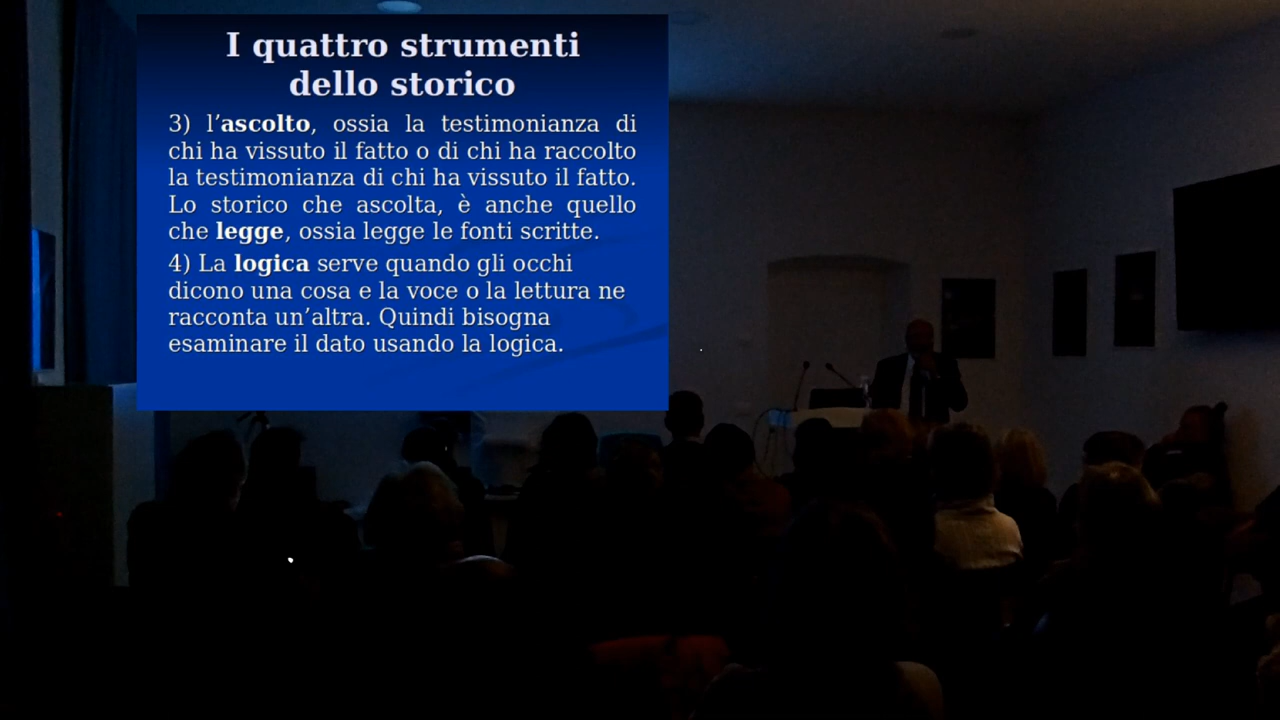 I quattro strumenti
dello storico
3) l’ascolto, ossia la testimonianza di
chi ha vissuto il fatto o di chi ha raccolto
la testimonianza di chi ha vissuto il fatto.
Lo storico che ascolta, è anche quello
che legge, ossia legge le fonti scritte.
4) La logica serve quando gli occhi
dicono una cosa e la voce o la lettura ne
racconta un’altra. Quindi bisogna
esaminare il dato usando la logica.